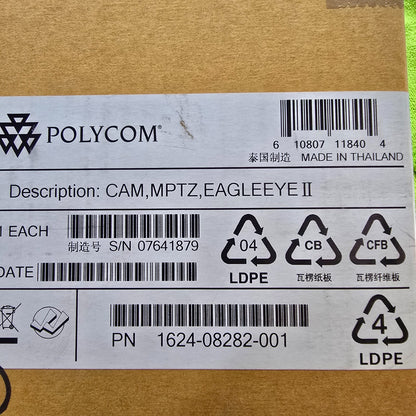 POLYCOM®
6 10807 11840 4
泰国制造 MADE IN THAILAND
Description: CAM,MPTZ,EAGLEEYE II
EACH
制造号 S/N 07641879
04
LDPE
CB
瓦楞纸板
CFB
瓦楞纤维板
DATE
PN 1624-08282-001
4
LDPE